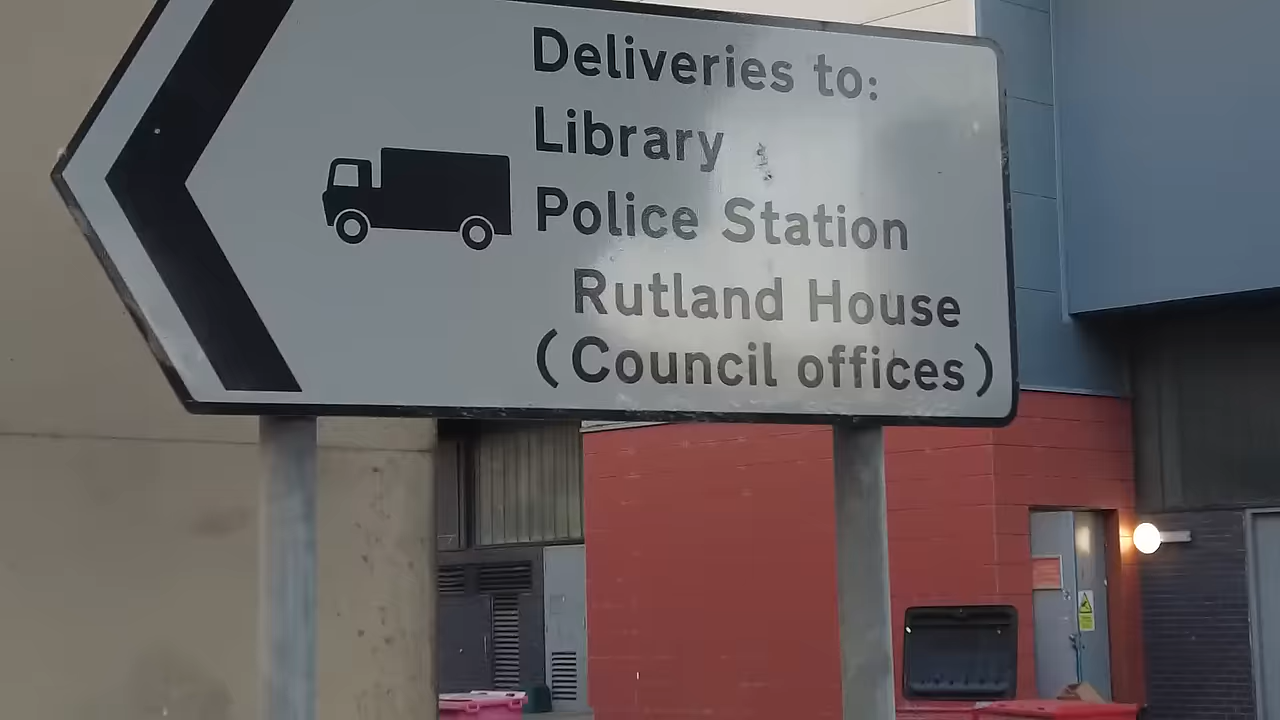 Deliveries to:
Library
Police Station
Rutland House
(Council offices)